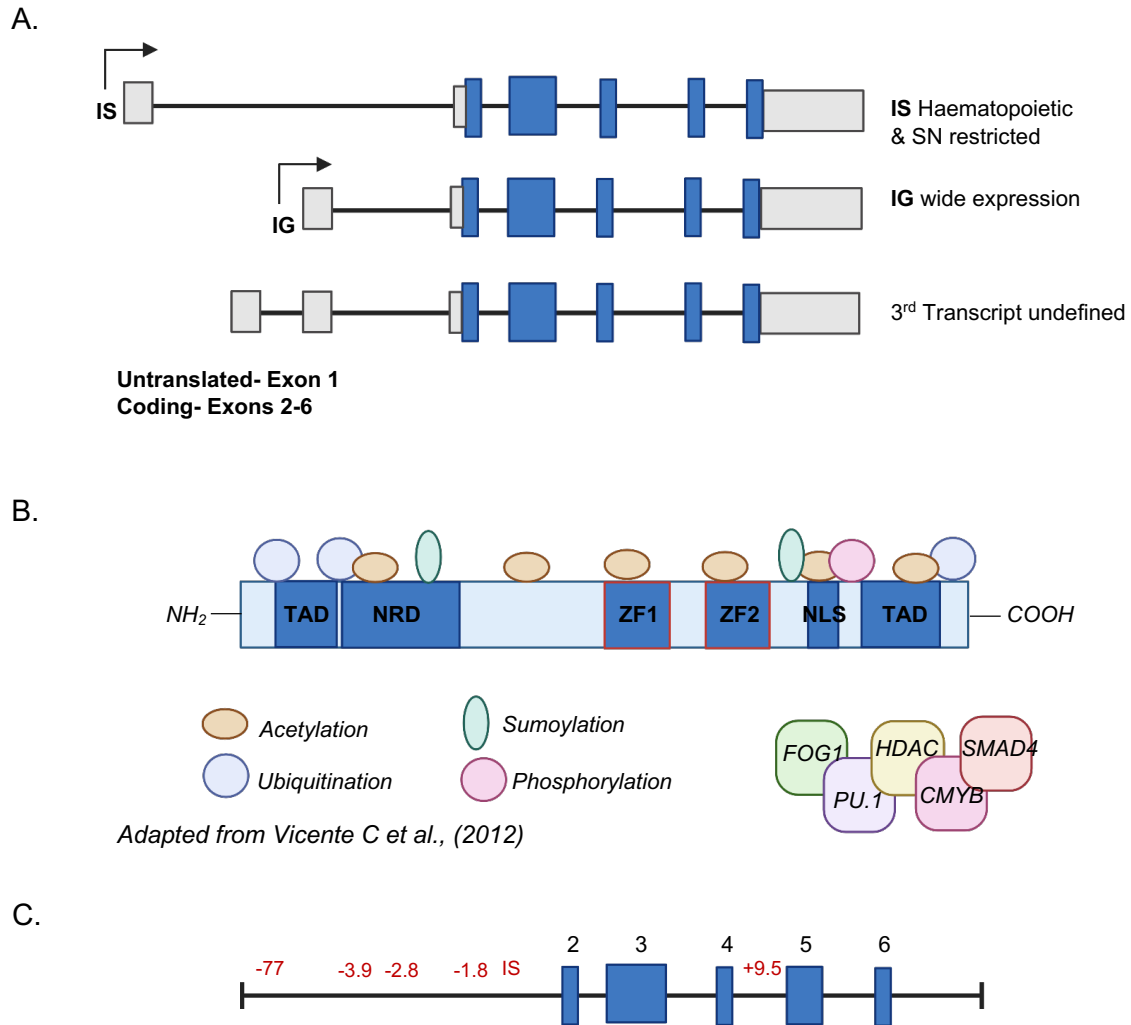 A.
IS
IS Haematopoietic
& SN restricted
IG
IG wide expression
3rd Transcript undefined
Untranslated- Exon 1
Coding- Exons 2-6
B.
NH2
TAD
NRD
ZF1
ZF2
NLS
TAD
COOH
Acetylation
Sumoylation
Ubiquitination
Phosphorylation
FOG1
HDAC
SMAD4
PU.1
CMYB
Adapted from Vicente C et al., (2012)
C.
2
3
4
5
6
-77
-3.9
-2.8
-1.8
IS
+9.5